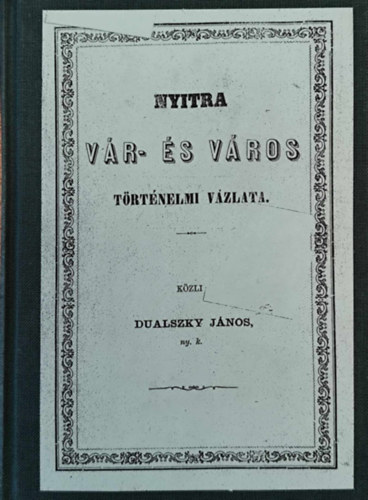 NYITRA
VÁR- ÉS VÁROS
TÖRTÉNELMI VÁZLATA.
KÖZLI
DUALSZKY JÁNOS,
ny. k.